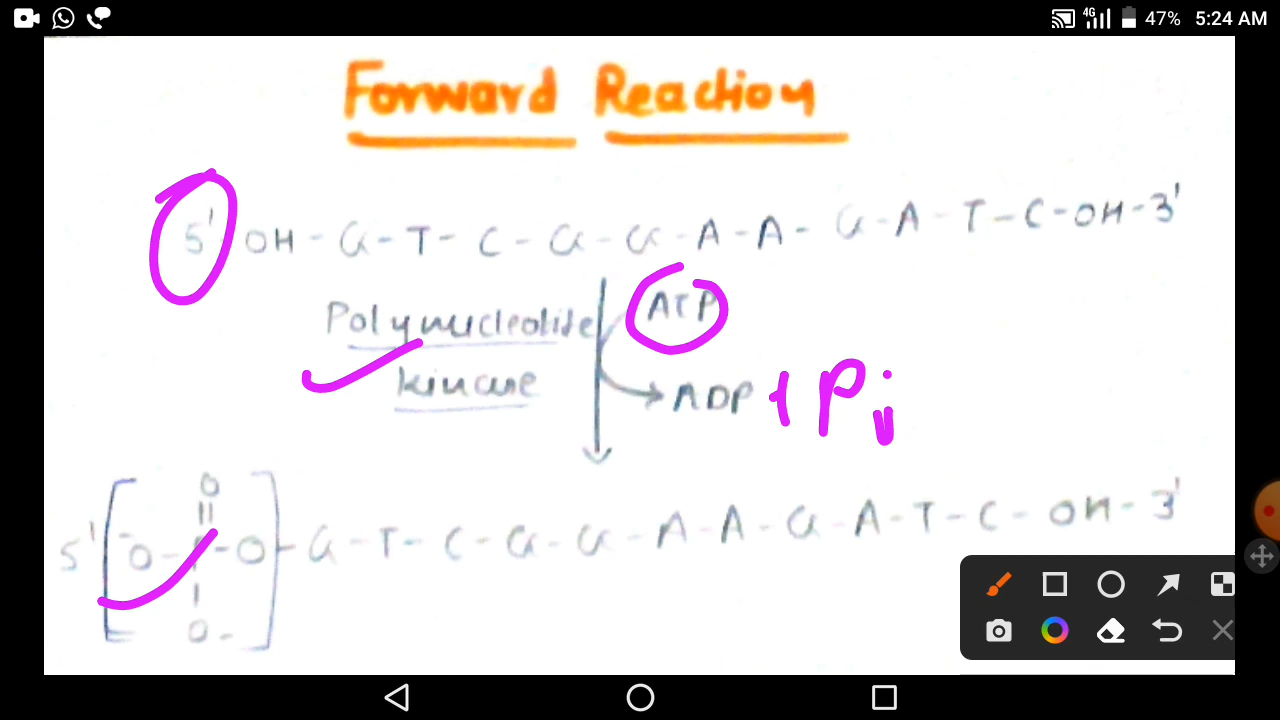 4G 47% 5:24 AM
Forward Reaction
5' OH - G - T - C - G - G - A - A - G - A - T - C - OH - 3'
Polynucleotide ATP
kinase ADP + Pi
O
5' [ -O - P - O ] - G - T - C - G - G - A - A - G - A - T - C - OH - 3'
O-